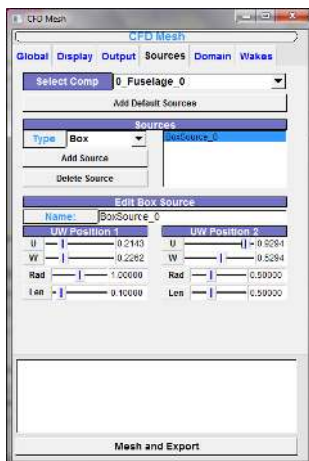 CFD Mesh
CFD Mesh
Global Display Output Sources Domain Wakes
Select Comp 0_Fuselage_0
Add Default Sources
Sources
Type Box BoxSource_0
Add Source
Delete Source
Edit Box Source
Name: BoxSource_0
UW Position 1 UW Position 2
U 0.2143 U 0.9294
W 0.2262 W 0.5294
Rad 1.00000 Rad 0.50000
Len 0.10000 Len 0.50000
Mesh and Export